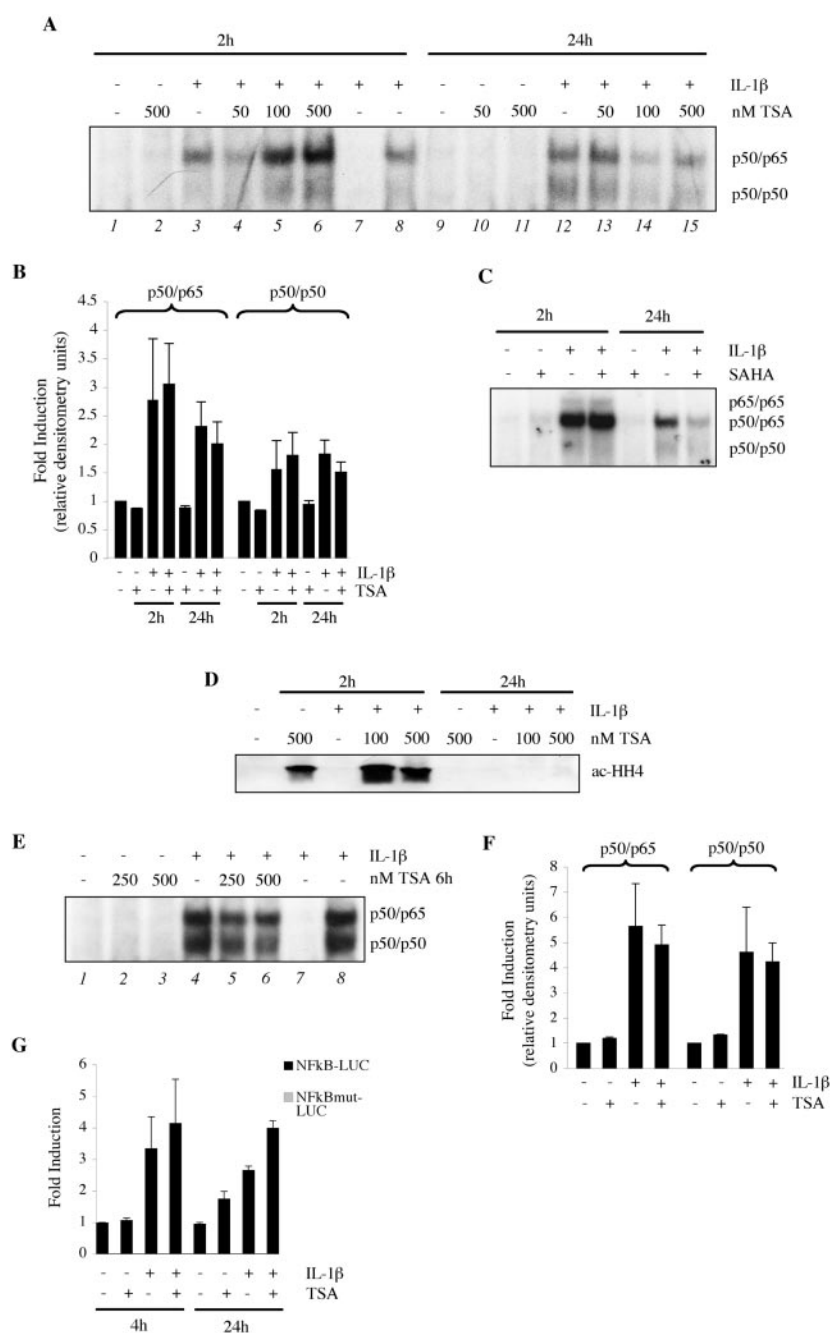 A
2h 24h
- - + + + + + + - - - + + + + IL-1β
- 500 - 50 100 500 - - - 50 500 - 50 100 500 nM TSA
p50/p65
p50/p50
1 2 3 4 5 6 7 8 9 10 11 12 13 14 15
B
p50/p65 p50/p50
Fold Induction
(relative densitometry units)
4.5
4
3.5
3
2.5
2
1.5
1
0.5
0
- - + + - + + - - + + - + + IL-1β
- + - + + - + - + - + + - + TSA
2h 24h 2h 24h
C
2h 24h
- - + + - + + IL-1β
- + - + + - + SAHA
p65/p65
p50/p65
p50/p50
D
2h 24h
- - + + + - + + + IL-1β
- 500 - 100 500 500 - 100 500 nM TSA
ac-HH4
E
- - - + + + + + IL-1β
- 250 500 - 250 500 - - nM TSA 6h
p50/p65
p50/p50
1 2 3 4 5 6 7 8
F
p50/p65 p50/p50
Fold Induction
(relative densitometry units)
8
7
6
5
4
3
2
1
0
- - + + - - + + IL-1β
- + - + - + - + TSA
G
NFkB-LUC
NFkBmut-
LUC
Fold Induction
6
5
4
3
2
1
0
- - + + - - + + IL-1β
- + - + - + - + TSA
4h 24h